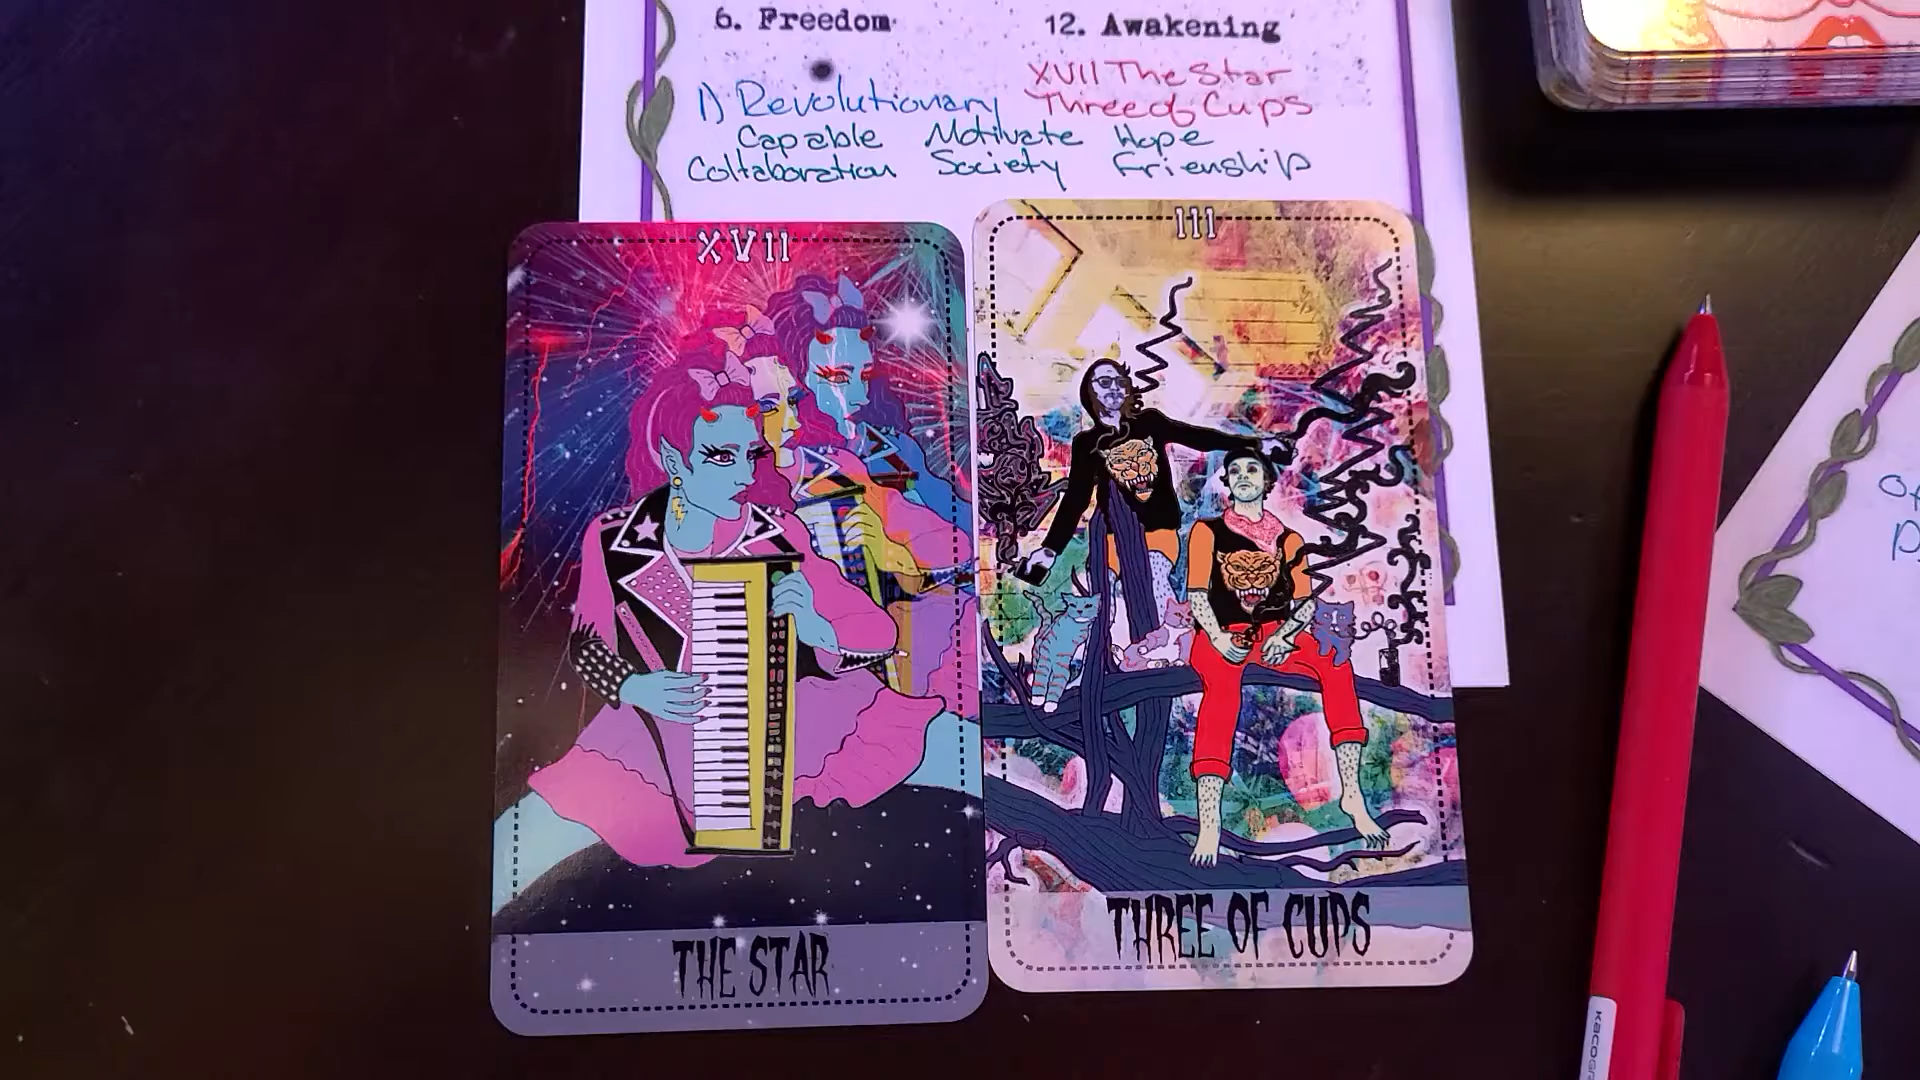 6. Freedom
12. Awakening
XVII The Star
1) Revolutionary Three of Cups
Capable Motivate Hope
Collaboration Society Frienship
XVII
III
THE STAR
THREE OF CUPS